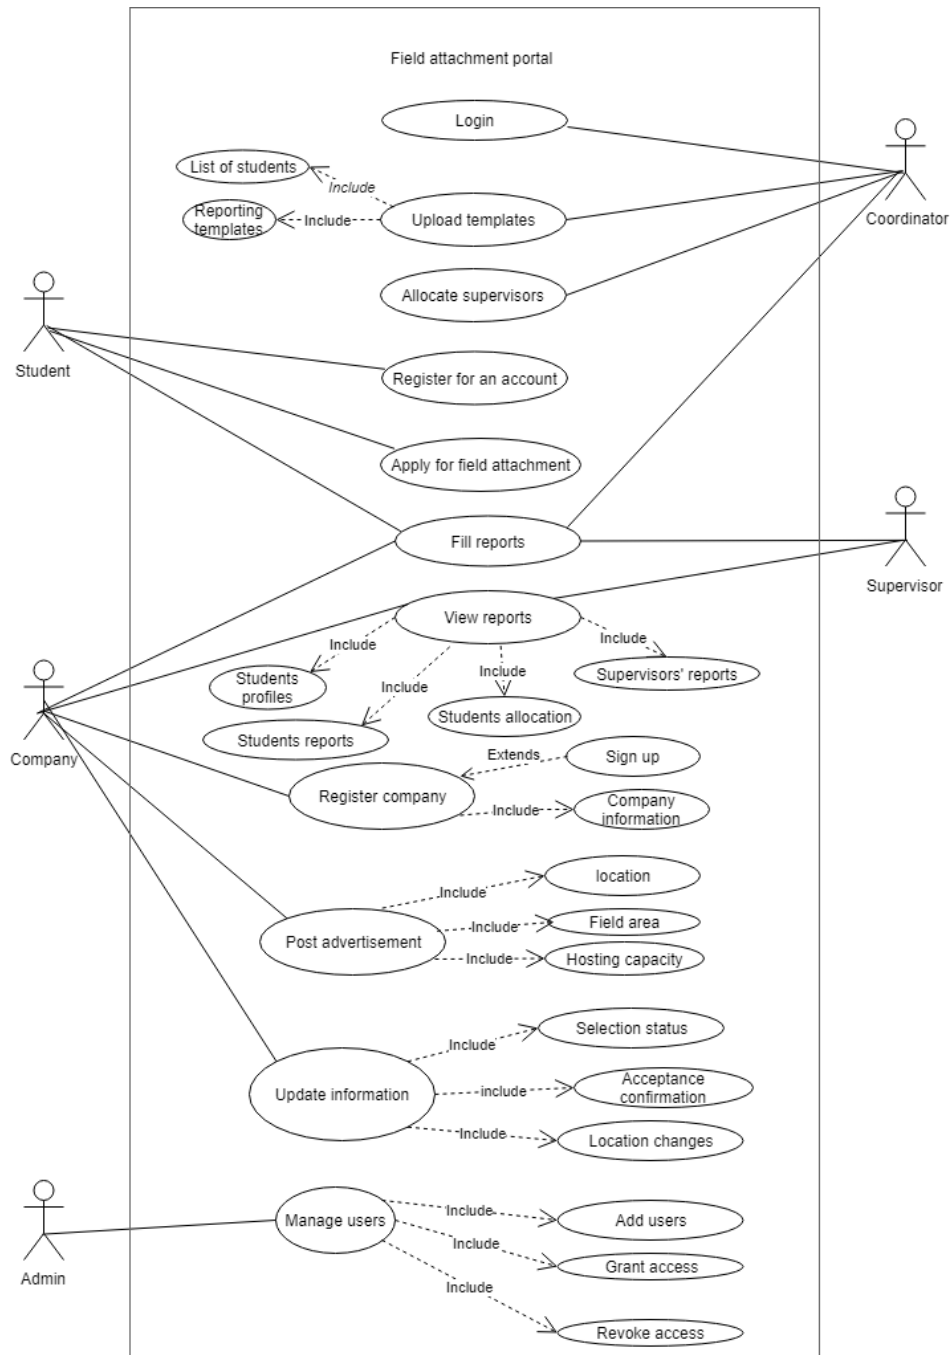 Field attachment portal
Login
List of students
Include
Reporting
templates
Include
Upload templates
Coordinator
Allocate supervisors
Student
Register for an account
Apply for field attachment
Fill reports
Supervisor
View reports
Include
Include
Students
profiles
Include
Include
Supervisors' reports
Students allocation
Students reports
Company
Extends
Sign up
Register company
Include
Company
information
location
Include
Post advertisement
Include
Field area
Include
Hosting capacity
Selection status
Include
Update information
include
Acceptance
confirmation
Include
Location changes
Manage users
Include
Add users
Include
Grant access
Admin
Include
Revoke access